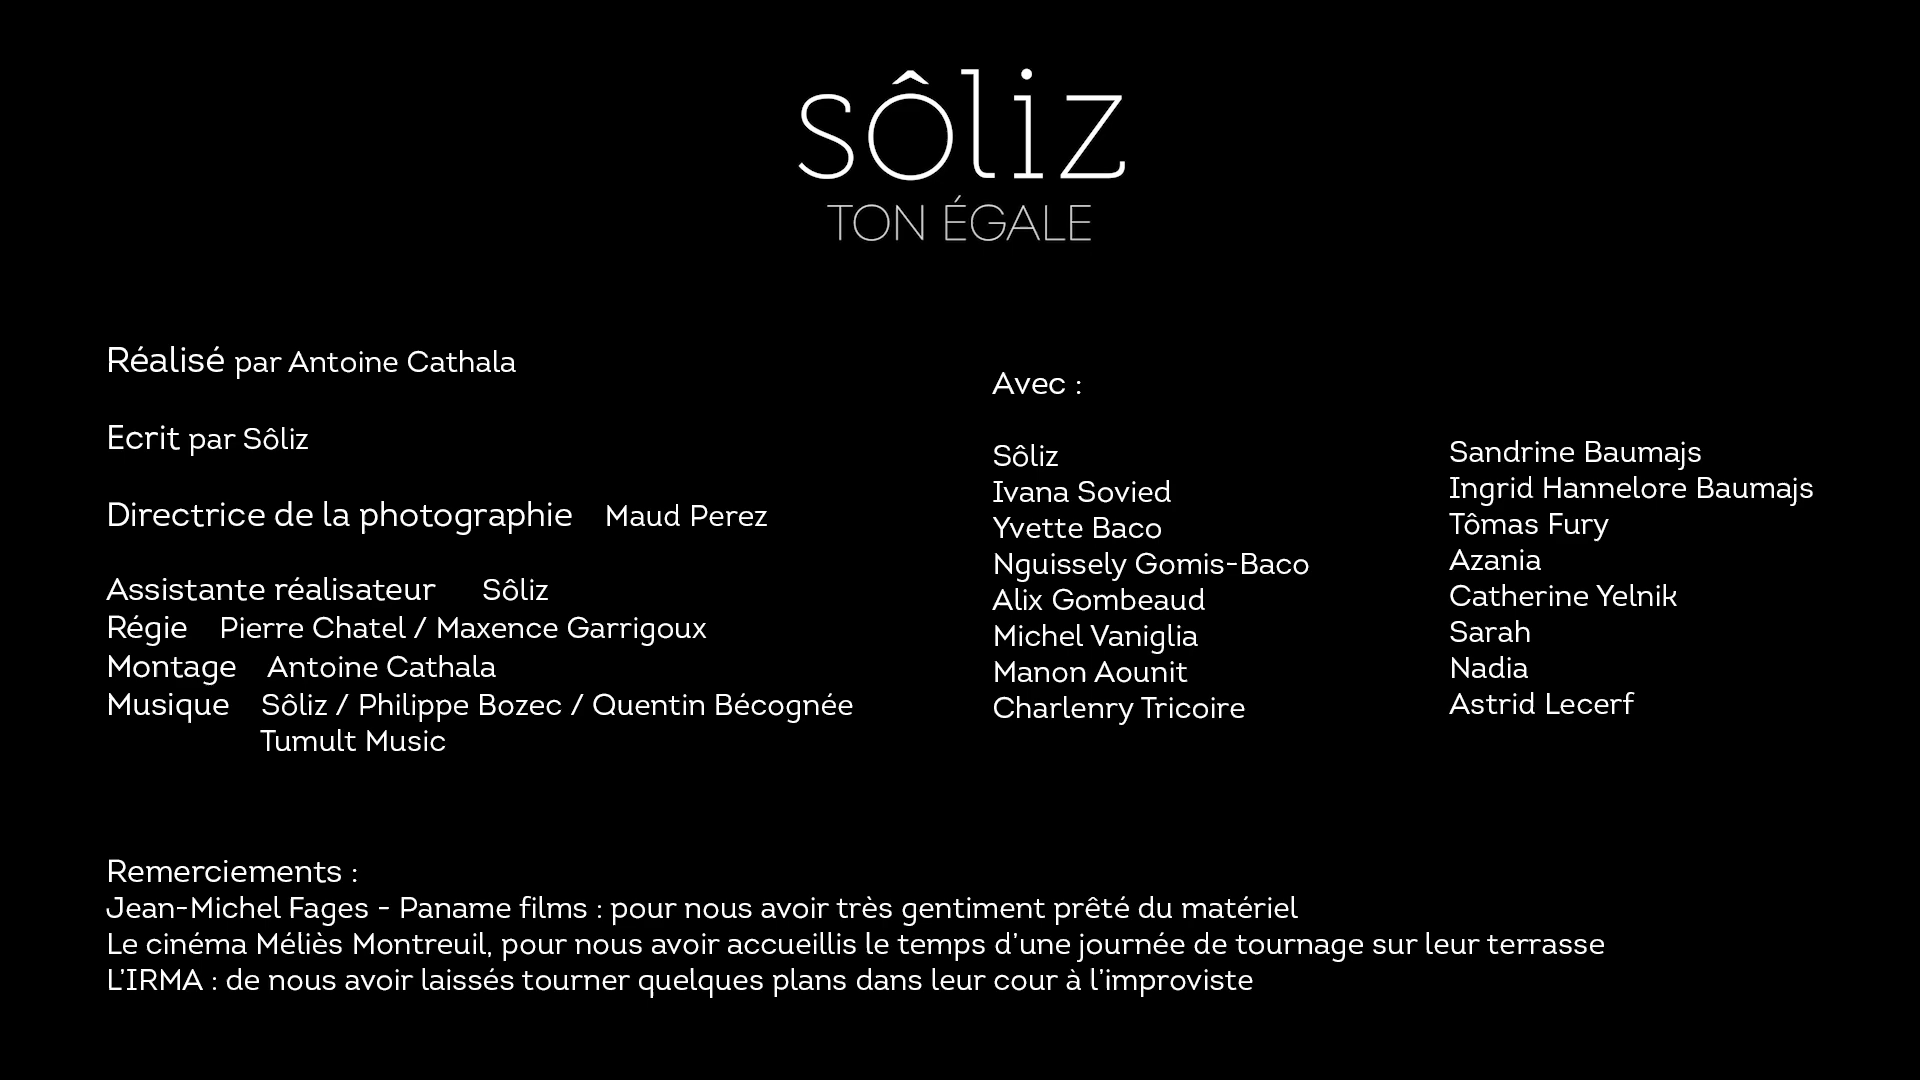 sôliz
TON ÉGALE
Réalisé par Antoine Cathala
Ecrit par Sôliz
Directrice de la photographie Maud Perez
Assistante réalisateur Sôliz
Régie Pierre Chatel / Maxence Garrigoux
Montage Antoine Cathala
Musique Sôliz / Philippe Bozec / Quentin Bécognée
Tumult Music
Avec :
Sôliz
Ivana Sovied
Yvette Baco
Nguissely Gomis-Baco
Alix Gombeaud
Michel Vaniglia
Manon Aounit
Charlenry Tricoire
Sandrine Baumajs
Ingrid Hannelore Baumajs
Tômas Fury
Azania
Catherine Yelnik
Sarah
Nadia
Astrid Lecerf
Remerciements :
Jean-Michel Fages - Paname films : pour nous avoir très gentiment prêté du matériel
Le cinéma Méliès Montreuil, pour nous avoir accueillis le temps d'une journée de tournage sur leur terrasse
L'IRMA : de nous avoir laissés tourner quelques plans dans leur cour à l'improviste